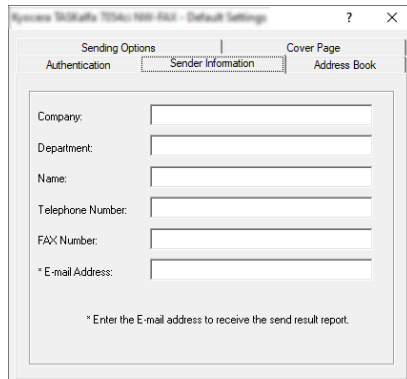 Kyocera TASKalfa 7054ci NW-FAX - Default Settings
Sending Options
Cover Page
Authentication
Sender Information
Address Book
Company:
Department:
Name:
Telephone Number:
FAX Number:
* E-mail Address:
* Enter the E-mail address to receive the send result report.